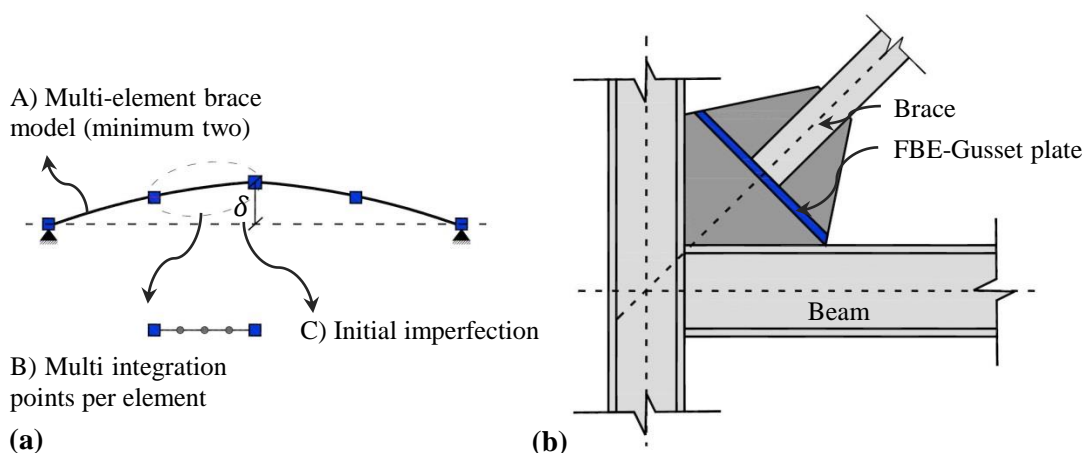 A) Multi-element brace
model (minimum two)
δ
B) Multi integration
points per element
C) Initial imperfection
(a)
Brace
FBE-Gusset plate
Beam
(b)